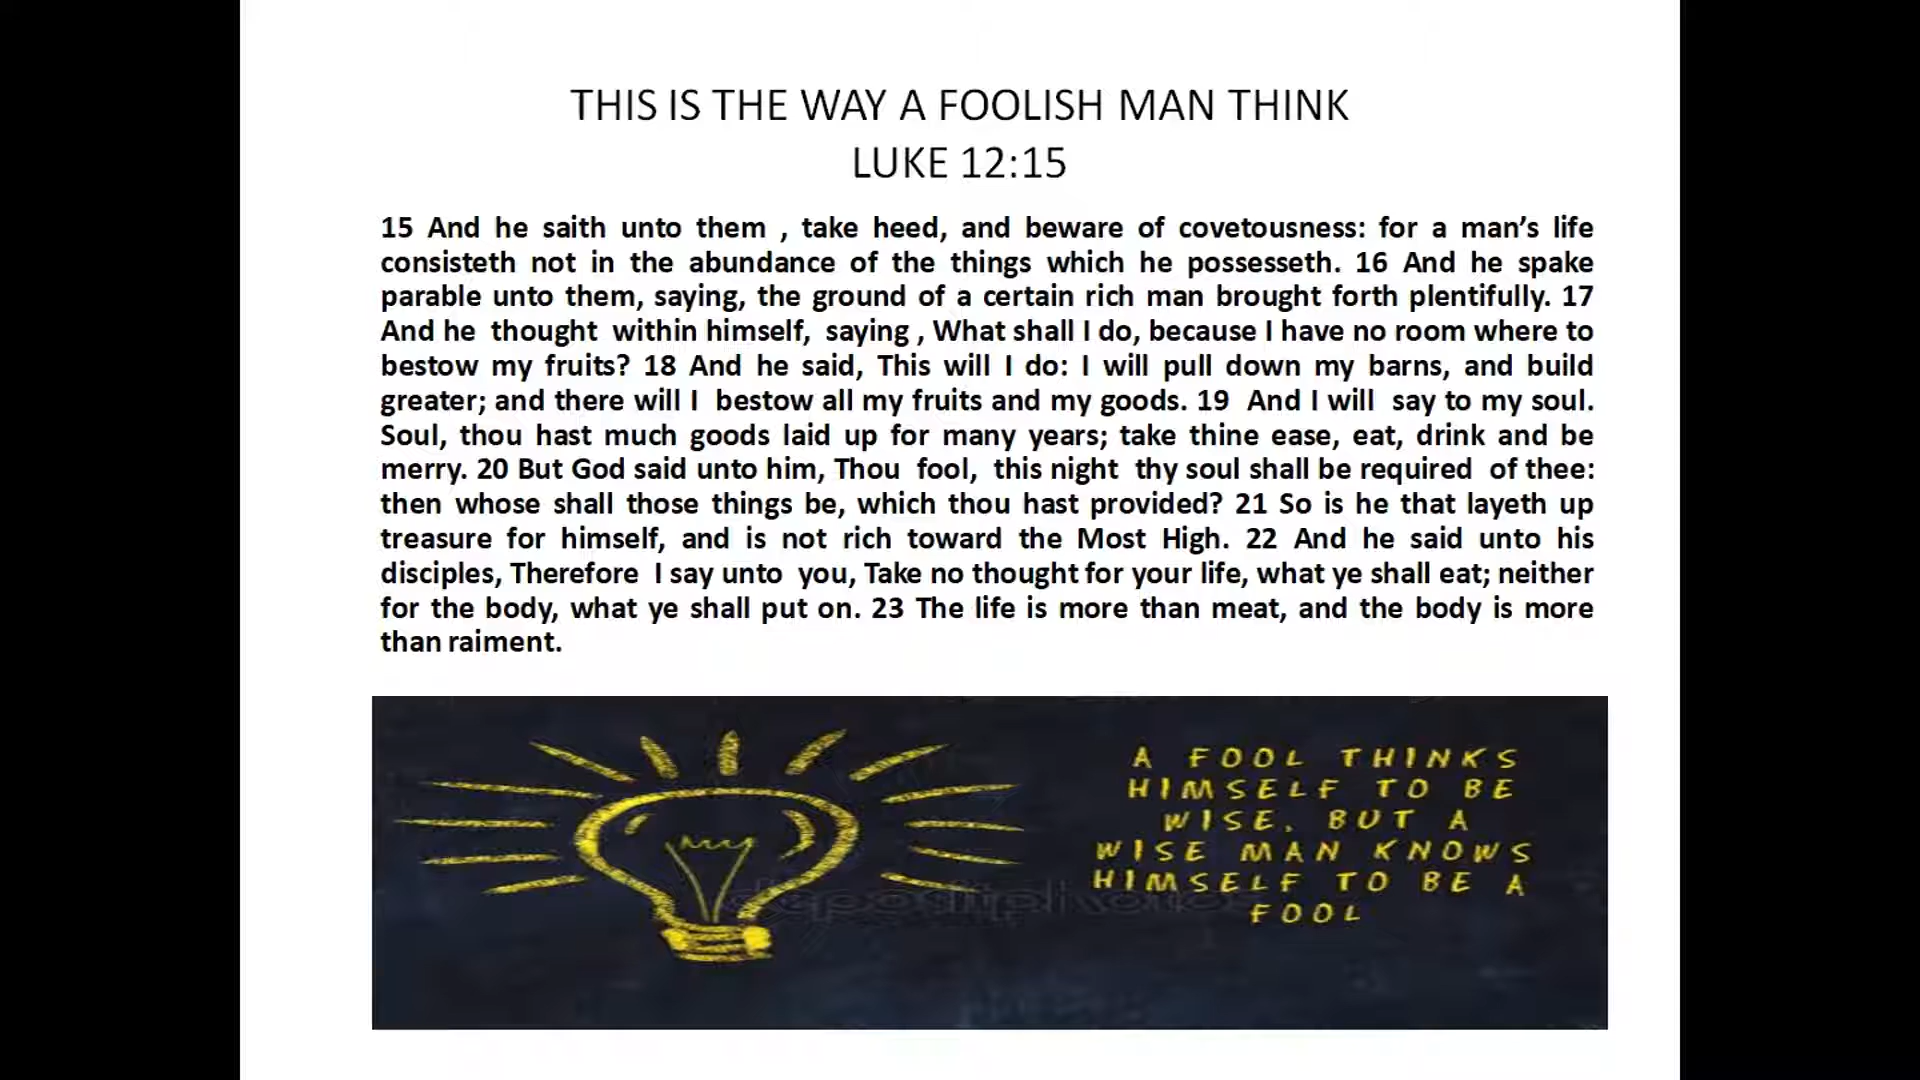 THIS IS THE WAY A FOOLISH MAN THINK
LUKE 12:15
15 And he saith unto them , take heed, and beware of covetousness: for a man’s life
consisteth not in the abundance of the things which he possesseth. 16 And he spake
parable unto them, saying, the ground of a certain rich man brought forth plentifully. 17
And he thought within himself, saying , What shall I do, because I have no room where to
bestow my fruits? 18 And he said, This will I do: I will pull down my barns, and build
greater; and there will I bestow all my fruits and my goods. 19 And I will say to my soul.
Soul, thou hast much goods laid up for many years; take thine ease, eat, drink and be
merry. 20 But God said unto him, Thou fool, this night thy soul shall be required of thee:
then whose shall those things be, which thou hast provided? 21 So is he that layeth up
treasure for himself, and is not rich toward the Most High. 22 And he said unto his
disciples, Therefore I say unto you, Take no thought for your life, what ye shall eat; neither
for the body, what ye shall put on. 23 The life is more than meat, and the body is more
than raiment.
A FOOL THINKS
HIMSELF TO BE
WISE. BUT A
WISE MAN KNOWS
HIMSELF TO BE A
FOOL
depositphotos